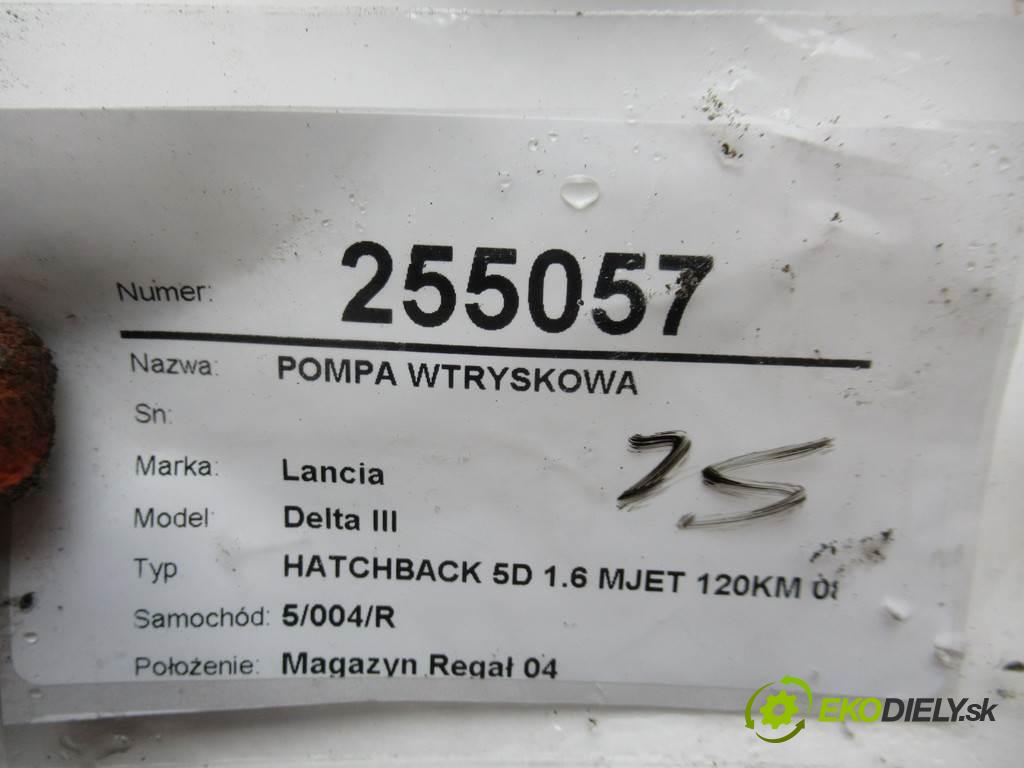 Numer: 255057
Nazwa: POMPA WTRYSKOWA
Sn:
Marka: Lancia
Model: Delta III
Typ HATCHBACK 5D 1.6 MJET 120KM
Samochód: 5/004/R
Położenie: Magazyn Regał 04
EKODIELY.sk